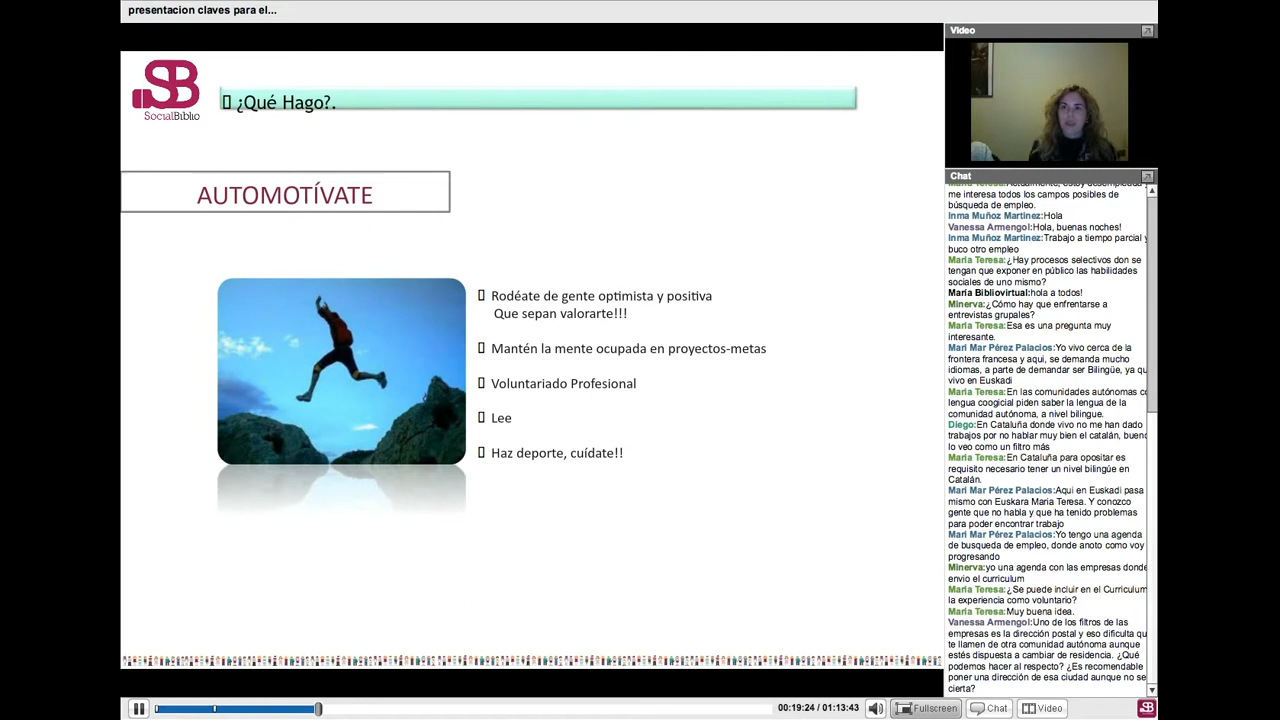 presentacion claves para el...
SB
SocialBiblio
¿Qué Hago?.
AUTOMOTÍVATE
Rodéate de gente optimista y positiva
Que sepan valorarte!!!
Mantén la mente ocupada en proyectos-metas
Voluntariado Profesional
Lee
Haz deporte, cuídate!!
Video
Chat
me interesa todos los campos posibles de
búsqueda de empleo.
Inma Muñoz Martinez:Hola
Vanessa Armengol:Hola, buenas noches!
Inma Muñoz Martinez:Trabajo a tiempo parcial y
buco otro empleo
Maria Teresa:¿Hay procesos selectivos don se
tengan que exponer en público las habilidades
sociales de uno mismo?
María Bibliovirtual:hola a todos!
Minerva:¿Cómo hay que enfrentarse a
entrevistas grupales?
Maria Teresa:Esa es una pregunta muy
interesante.
Mari Mar Pérez Palacios:Yo vivo cerca de la
frontera francesa y aqui, se demanda mucho
idiomas, a parte de demandar ser Bilingüe, ya que
vivo en Euskadi
Maria Teresa:En las comunidades autónomas co
lengua coogicial piden saber la lengua de la
comunidad autónoma, a nivel bilingue.
Diego:En Cataluña donde vivo no me han dado
trabajos por no hablar muy bien el catalán, bueno
lo veo como un filtro más
Maria Teresa:En Cataluña para opositar es
requisito necesario tener un nivel bilingüe en
Catalán.
Mari Mar Pérez Palacios:Aqui en Euskadi pasa
mismo con Euskara Maria Teresa. Y conozco
gente que no habla y que ha tenido problemas
para poder encontrar trabajo
Mari Mar Pérez Palacios:Yo tengo una agenda
de busqueda de empleo, donde anoto como voy
progresando
Minerva:yo una agenda con las empresas donde
envio el curriculum
Maria Teresa:¿Se puede incluir en el Curriculum
la experiencia como voluntario?
Maria Teresa:Muy buena idea.
Vanessa Armengol:Uno de los filtros de las
empresas es la dirección postal y eso dificulta qu
te llamen de otra comunidad autónoma aunque
estés dispuesta a cambiar de residencia. ¿Qué
podemos hacer al respecto? ¿Es recomendable
poner una dirección de esa ciudad aunque no se
cierta?
00:19:24 / 01:13:43
Fullscreen
Chat
Video
SB